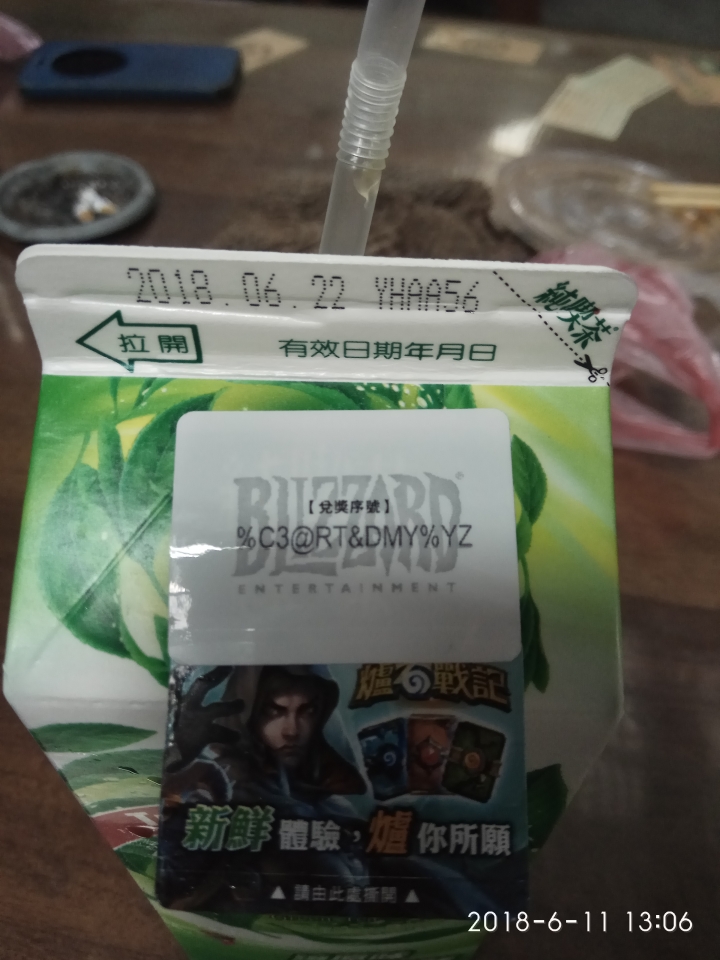 2018.06.22 YHAA56
純喫茶
拉開
有效日期年月日
BLIZZARD®
【兌獎序號】
%C3@RT&DMY%YZ
ENTERTAINMENT
爐石戰記
新鮮體驗，爐你所願
▲ 請由此處撕開 ▲
2018-6-11 13:06